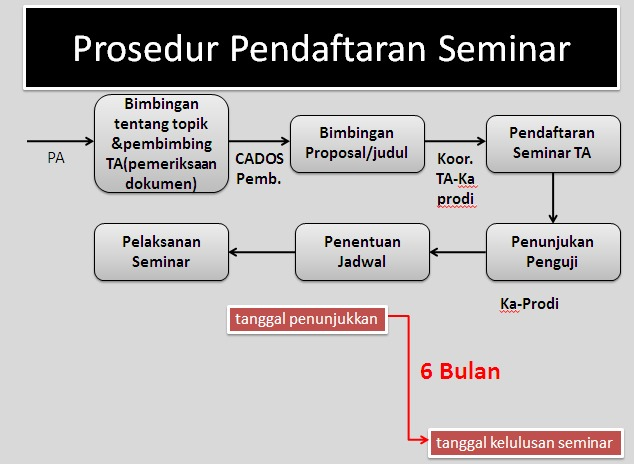 Prosedur Pendaftaran Seminar
PA
Bimbingan
tentang topik
&pembimbing
TA(pemeriksaan
dokumen)
CADOS
Pemb.
Bimbingan
Proposal/judul
Koor.
TA-Ka
prodi
Pendaftaran
Seminar TA
Pelaksanan
Seminar
Penentuan
Jadwal
Penunjukan
Penguji
Ka-Prodi
tanggal penunjukkan
6 Bulan
tanggal kelulusan seminar